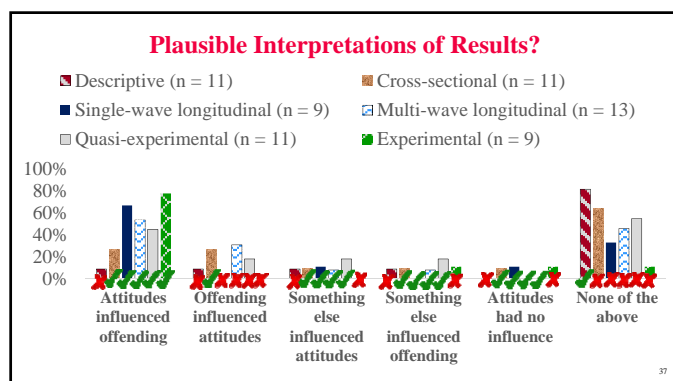 Plausible Interpretations of Results?
Descriptive (n = 11) Cross-sectional (n = 11)
Single-wave longitudinal (n = 9) Multi-wave longitudinal (n = 13)
Quasi-experimental (n = 11) Experimental (n = 9)
100%
80%
60%
40%
20%
0%
Attitudes
influenced
offending
Offending
influenced
attitudes
Something
else
influenced
attitudes
Something
else
influenced
offending
Attitudes
had no
influence
None of the
above
37